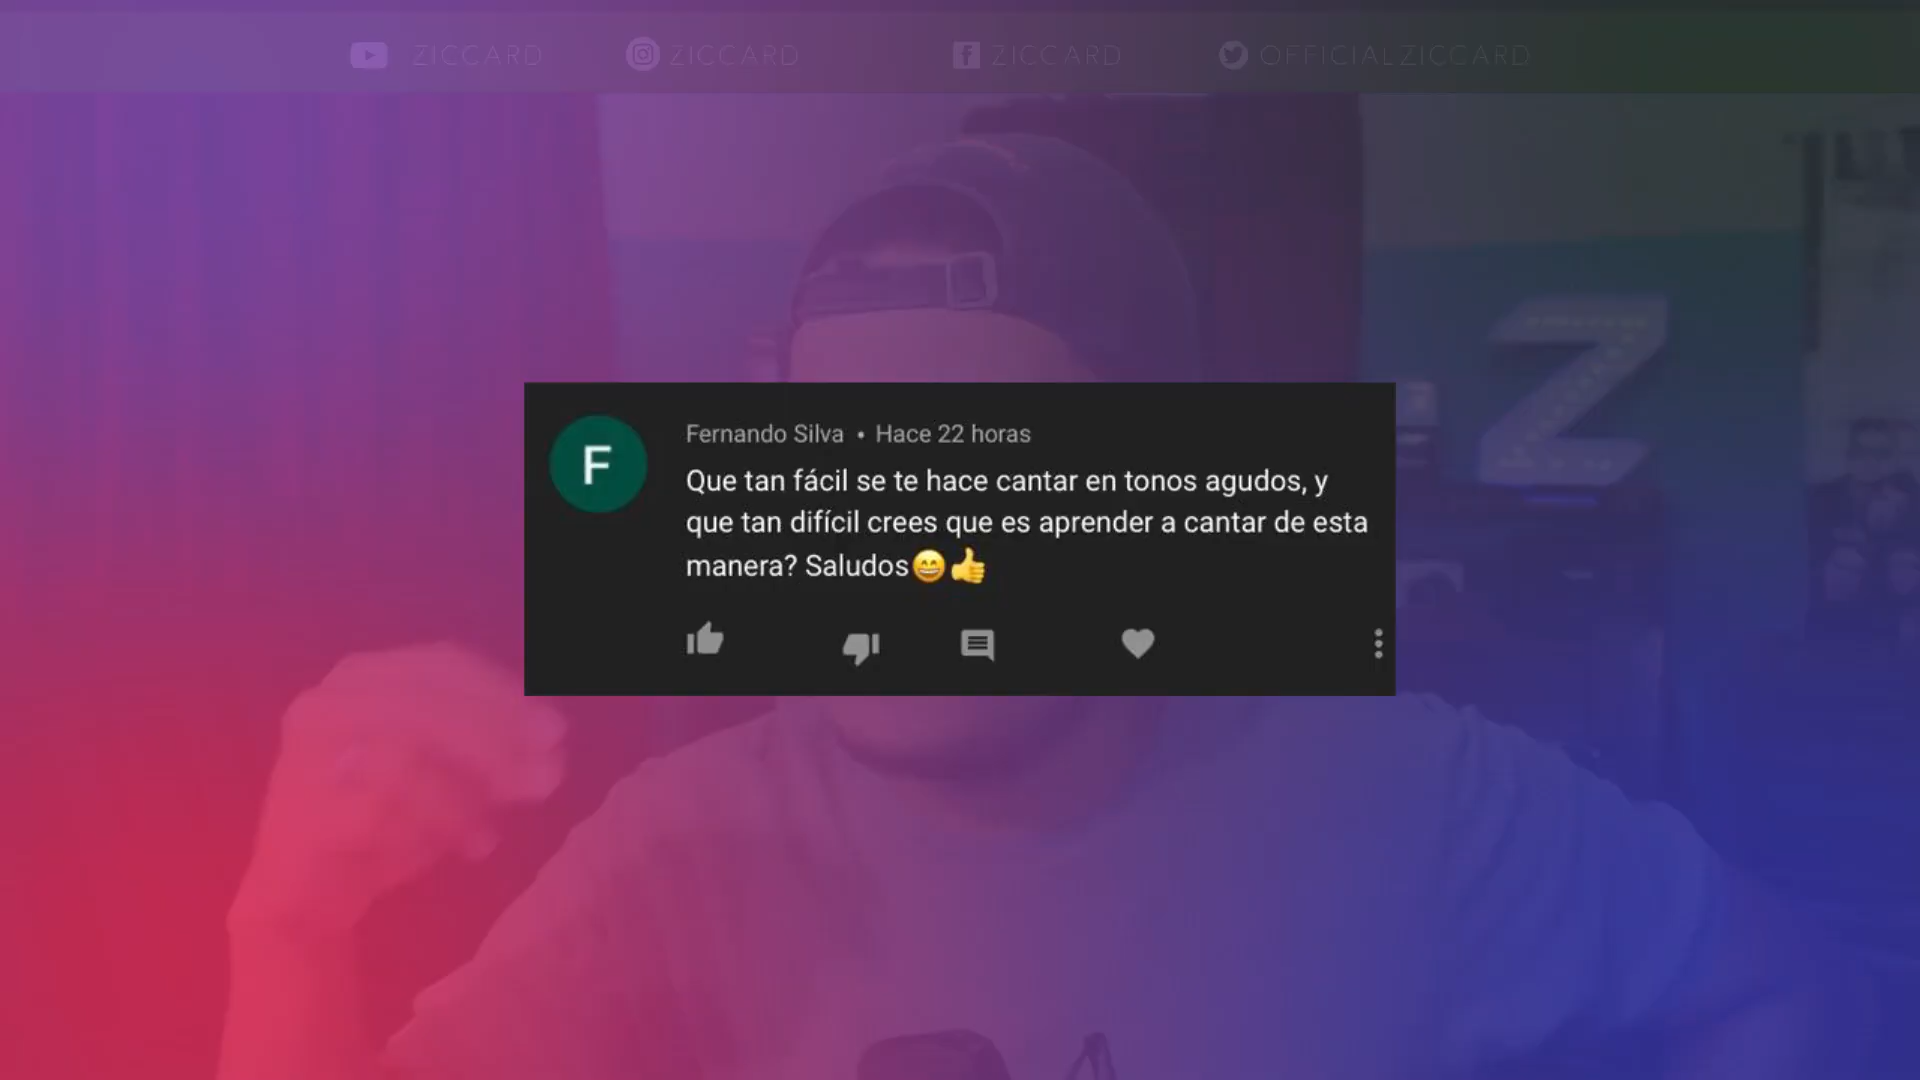 ZICCARD ZICCARD ZICCARD OFFICIALZICCARD
Z
F
Fernando Silva • Hace 22 horas
Que tan fácil se te hace cantar en tonos agudos, y
que tan difícil crees que es aprender a cantar de esta
manera? Saludos😄👍